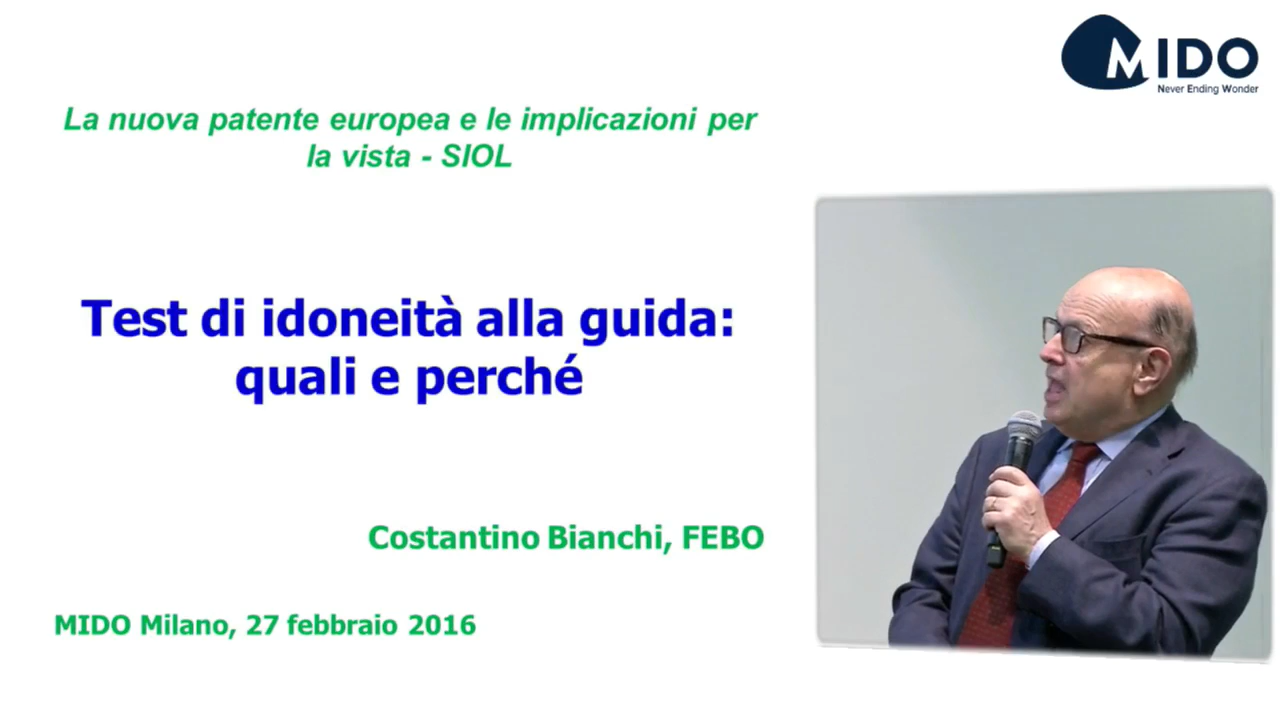 MIDO
Never Ending Wonder
La nuova patente europea e le implicazioni per
la vista - SIOL
Test di idoneità alla guida:
quali e perché
Costantino Bianchi, FEBO
MIDO Milano, 27 febbraio 2016